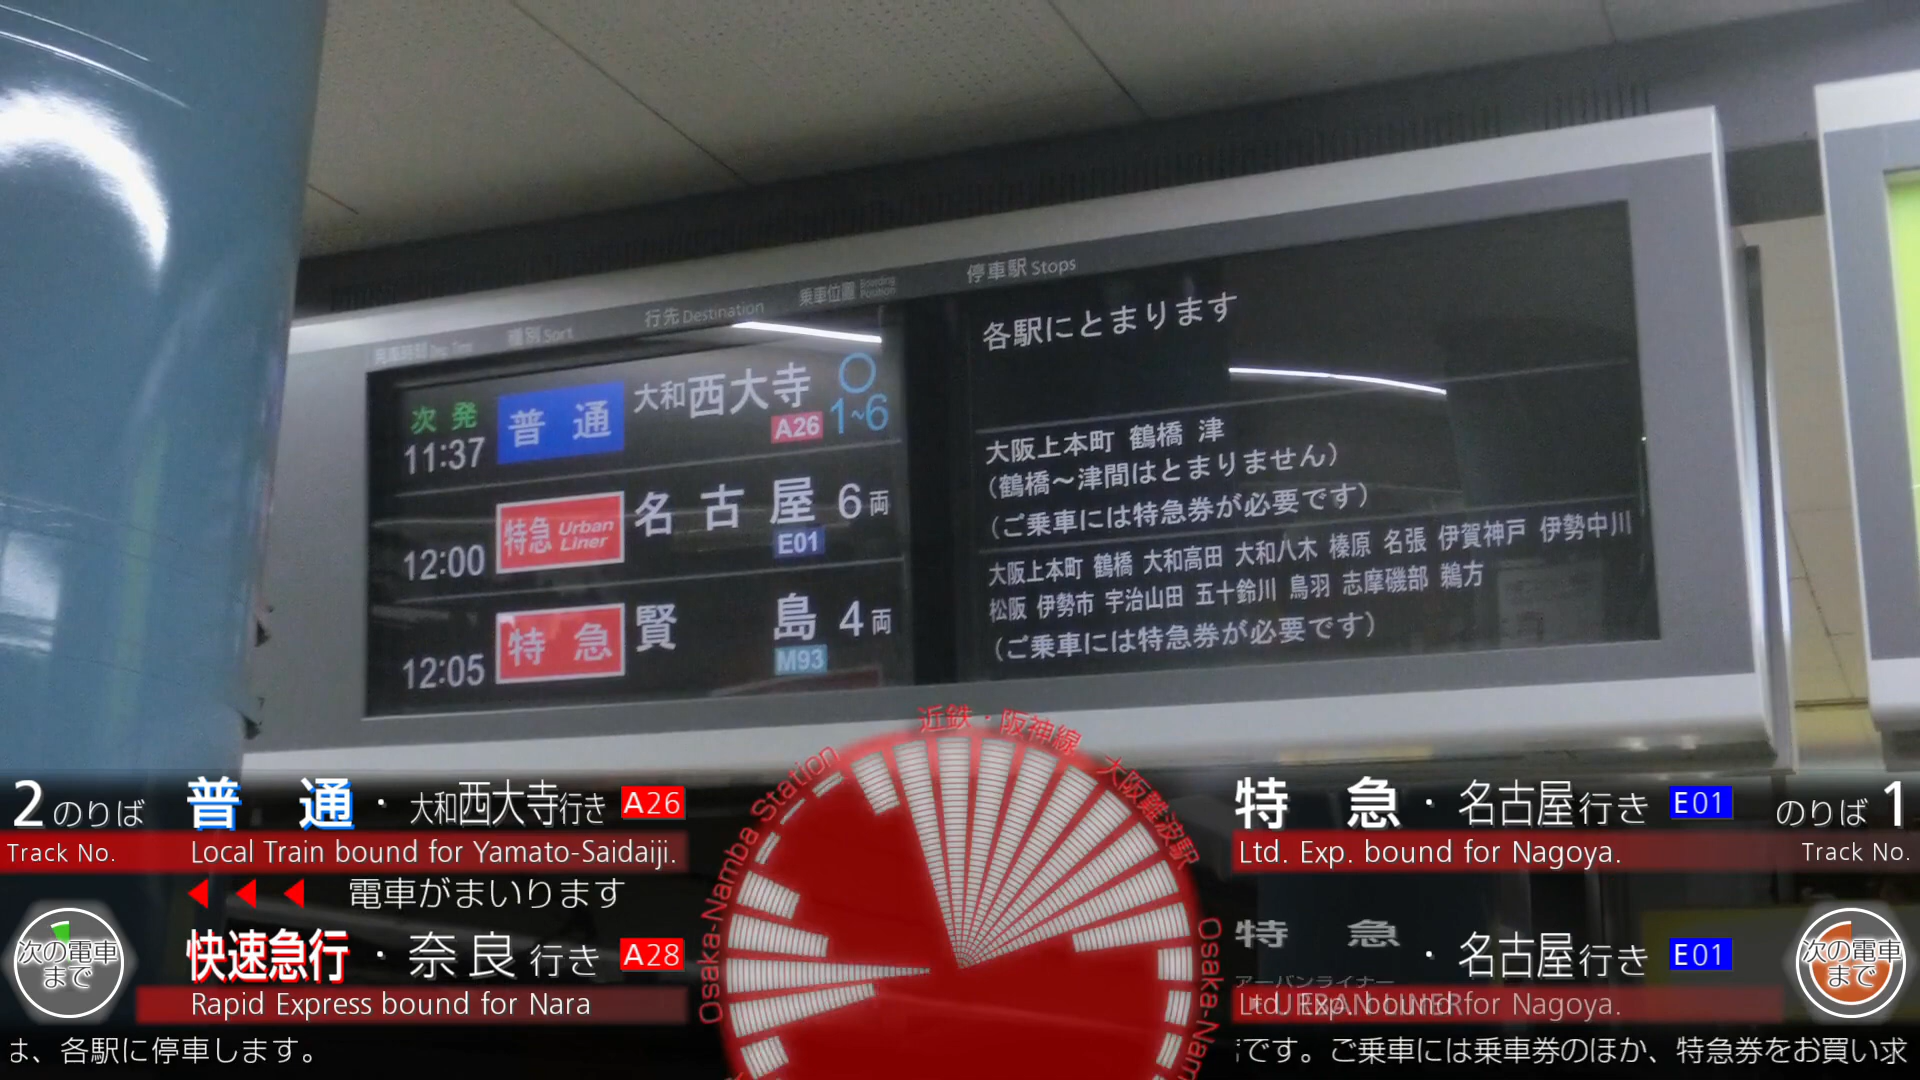 発車時刻 Dep. Time 種別 Sort 行先 Destination 乗車位置 Boarding Position 停車駅 Stops
次発 11:37 普通 大和西大寺 A26 ○ 1~6
各駅にとまります
12:00 特急 Urban Liner 名古屋 E01 6両
大阪上本町 鶴橋 津
(鶴橋〜津間はとまりません)
(ご乗車には特急券が必要です)
12:05 特急 賢島 M93 4両
大阪上本町 鶴橋 大和高田 大和八木 榛原 名張 伊賀神戸 伊勢中川
松阪 伊勢市 宇治山田 五十鈴川 鳥羽 志摩磯部 鵜方
(ご乗車には特急券が必要です)
近鉄・阪神線 大阪難波駅
Osaka-Namba Station
Osaka-Nam
2のりば 普通・大和西大寺行き A26
Track No. Local Train bound for Yamato-Saidaiji.
電車がまいります
次の電車まで
快速急行・奈良行き A28
Rapid Express bound for Nara
は、各駅に停車します。
特急・名古屋行き E01 のりば 1
Ltd. Exp. bound for Nagoya. Track No.
特急・名古屋行き E01
アーバンライナー
URBAN LINER
Ltd. Exp. bound for Nagoya.
次の電車まで
です。ご乗車には乗車券のほか、特急券をお買い求